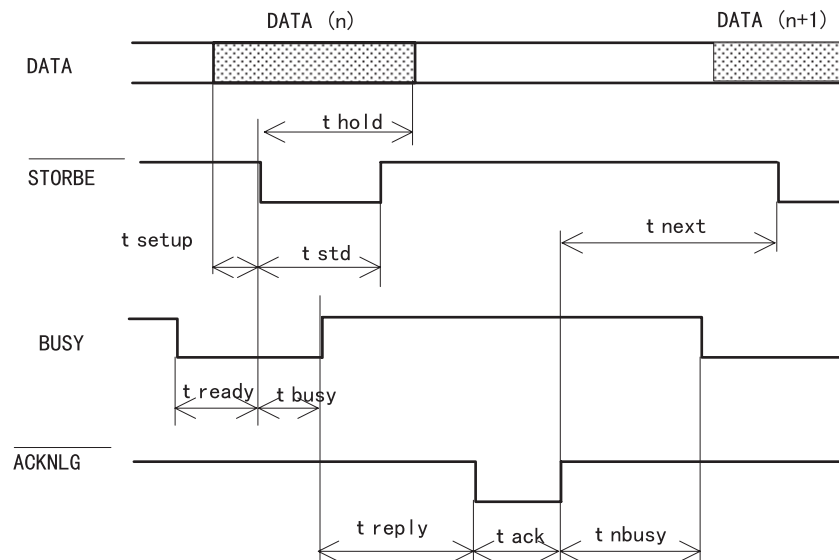 DATA (n)
DATA (n+1)
DATA
t hold
STORBE
t setup
t std
t next
BUSY
t ready
t busy
ACKNLG
t reply
t ack
t nbusy